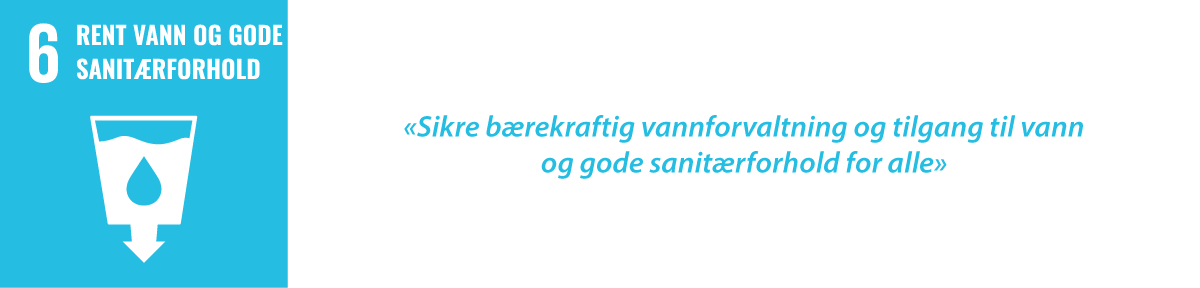 6 RENT VANN OG GODE
SANITÆRFORHOLD
«Sikre bærekraftig vannforvaltning og tilgang til vann
og gode sanitærforhold for alle»